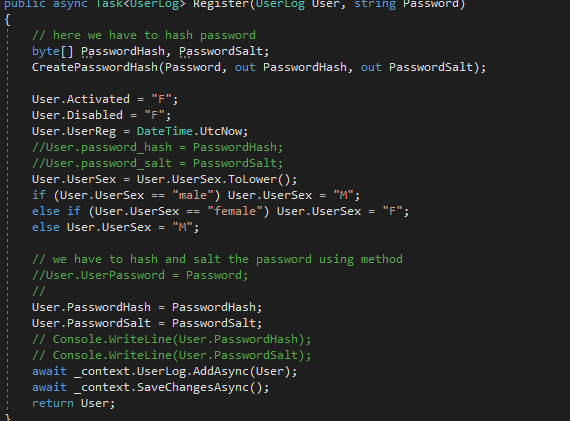 public async Task<UserLog> Register(UserLog User, string Password)
{
// here we have to hash password
byte[] PasswordHash, PasswordSalt;
CreatePasswordHash(Password, out PasswordHash, out PasswordSalt);
User.Activated = "F";
User.Disabled = "F";
User.UserReg = DateTime.UtcNow;
//User.password_hash = PasswordHash;
//User.password_salt = PasswordSalt;
User.UserSex = User.UserSex.ToLower();
if (User.UserSex == "male") User.UserSex = "M";
else if (User.UserSex == "female") User.UserSex = "F";
else User.UserSex = "M";
// we have to hash and salt the password using method
//User.UserPassword = Password;
//
User.PasswordHash = PasswordHash;
User.PasswordSalt = PasswordSalt;
// Console.WriteLine(User.PasswordHash);
// Console.WriteLine(User.PasswordSalt);
await _context.UserLog.AddAsync(User);
await _context.SaveChangesAsync();
return User;
}